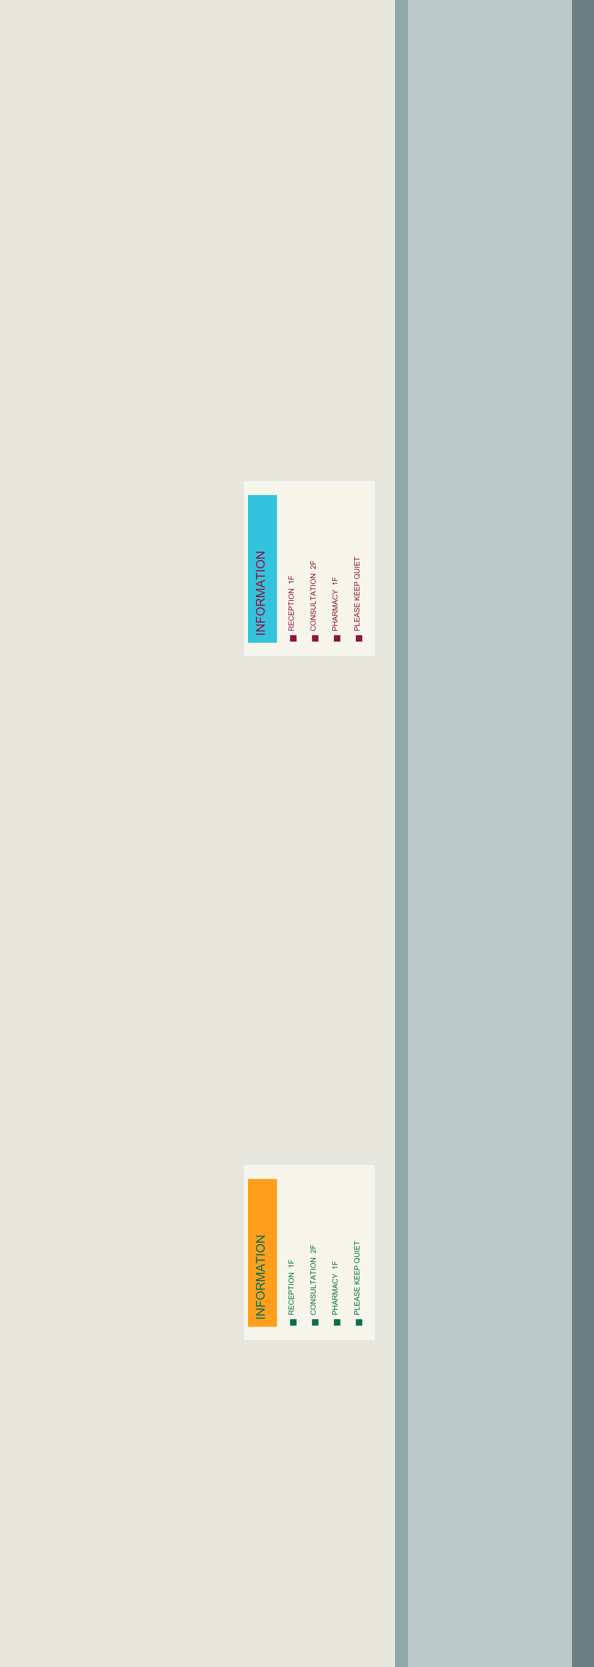 INFORMATION
RECEPTION 1F
CONSULTATION 2F
PHARMACY 1F
PLEASE KEEP QUIET
INFORMATION
RECEPTION 1F
CONSULTATION 2F
PHARMACY 1F
PLEASE KEEP QUIET